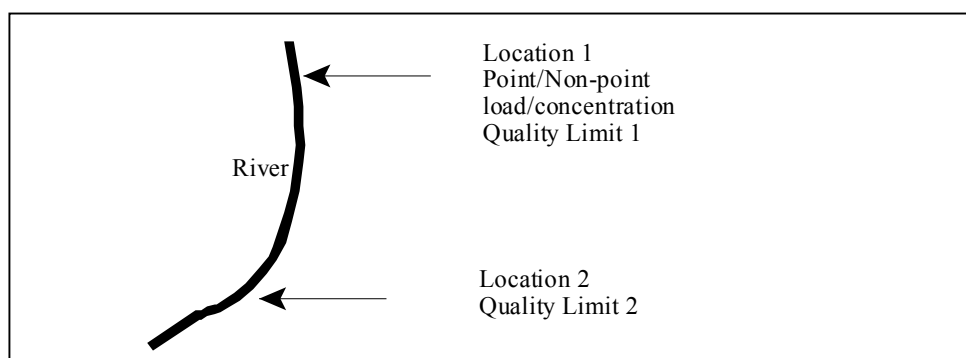 Location 1
Point/Non-point
load/concentration
Quality Limit 1
River
Location 2
Quality Limit 2